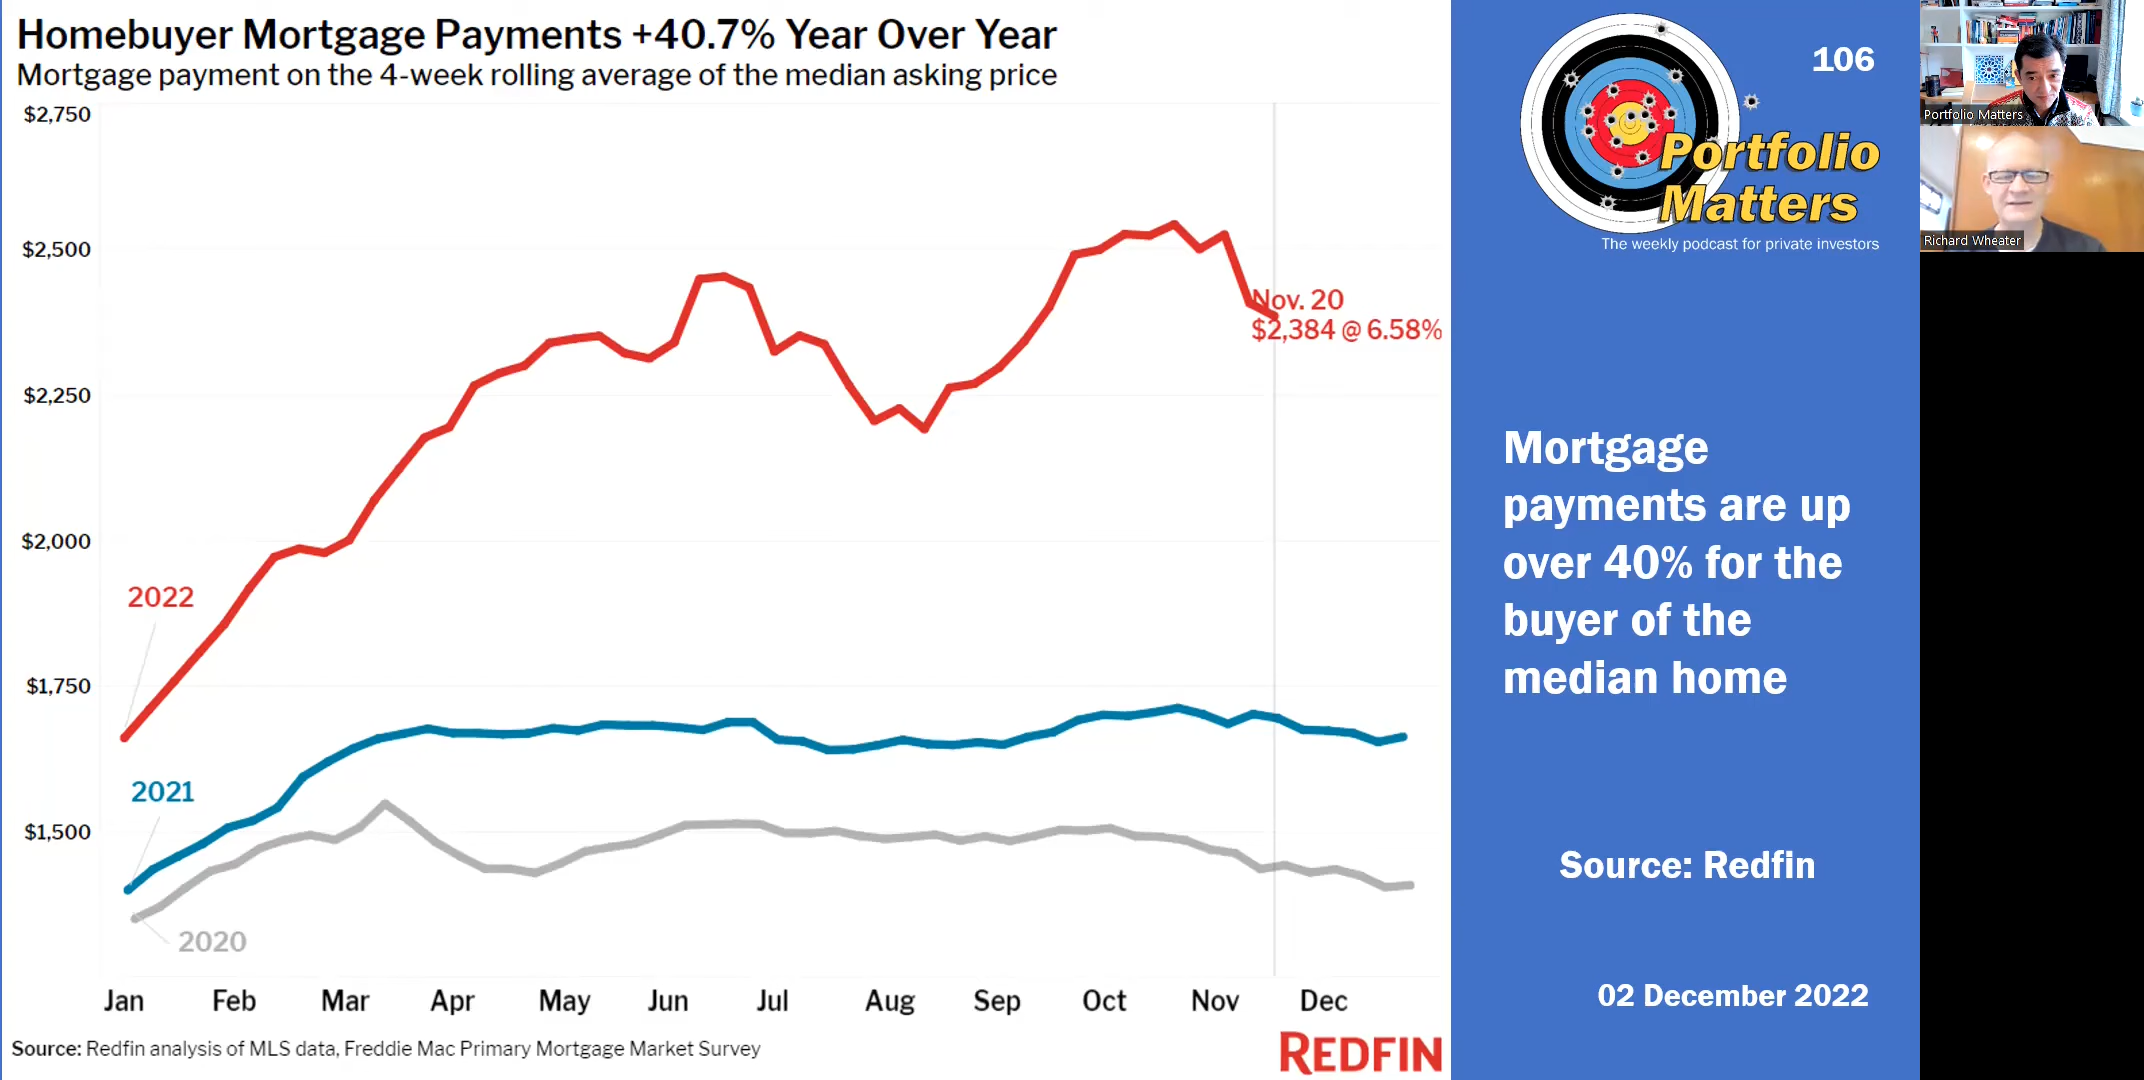 Homebuyer Mortgage Payments +40.7% Year Over Year
Mortgage payment on the 4-week rolling average of the median asking price
$2,750
$2,500
$2,250
$2,000
$1,750
$1,500
2022
2021
2020
Nov. 20
$2,384 @ 6.58%
Jan Feb Mar Apr May Jun Jul Aug Sep Oct Nov Dec
Source: Redfin analysis of MLS data, Freddie Mac Primary Mortgage Market Survey
REDFIN
106
Portfolio
Matters
The weekly podcast for private investors
Mortgage
payments are up
over 40% for the
buyer of the
median home
Source: Redfin
02 December 2022
Portfolio Matters
Richard Wheater